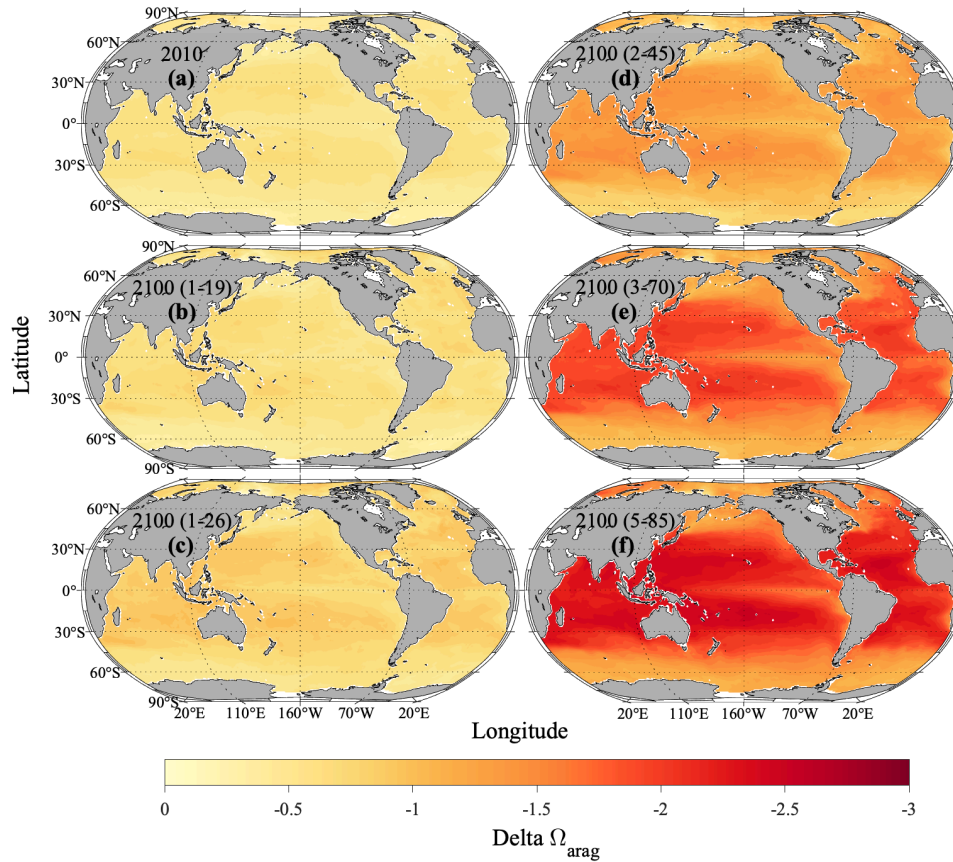 90°N
60°N
30°N
0°
30°S
60°S
2010
(a)
2100 (2-45)
(d)
90°N
60°N
30°N
0°
30°S
60°S
90°S
2100 (1-19)
(b)
2100 (3-70)
(e)
Latitude
60°N
30°N
0°
30°S
60°S
90°S
2100 (1-26)
(c)
2100 (5-85)
(f)
20°E 110°E 160°W 70°W 20°E
20°E 110°E 160°W 70°W 20°E
Longitude
0 -0.5 -1 -1.5 -2 -2.5 -3
Delta Ω_arag